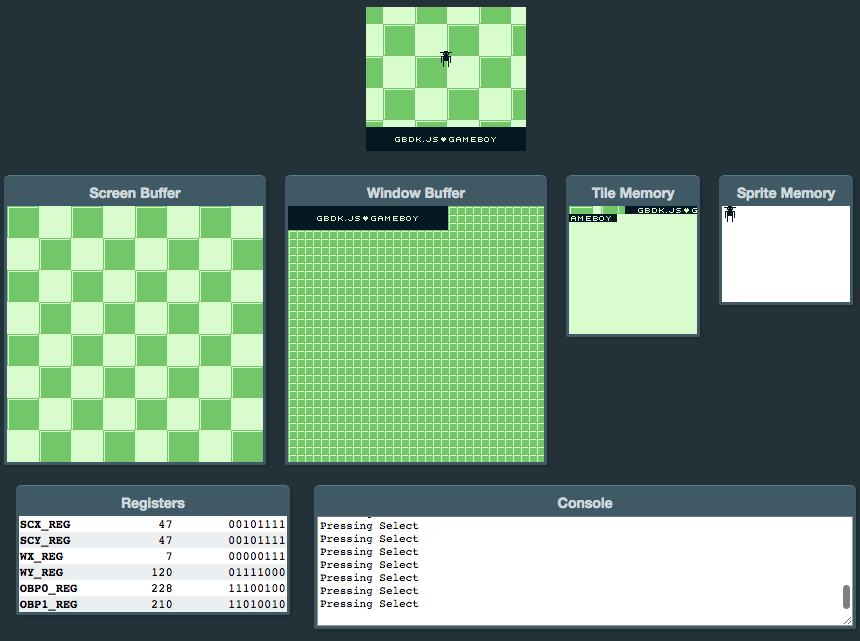 GBDK.JS♥GAMEBOY
Screen Buffer
Window Buffer
Tile Memory
Sprite Memory
GBDK.JS♥GAMEBOY
GBDK.JS♥G
AMEBOY
Registers
Console
SCX_REG 47 00101111
SCY_REG 47 00101111
WX_REG 7 00000111
WY_REG 120 01111000
OBP0_REG 228 11100100
OBP1_REG 210 11010010
Pressing Select
Pressing Select
Pressing Select
Pressing Select
Pressing Select
Pressing Select
Pressing Select